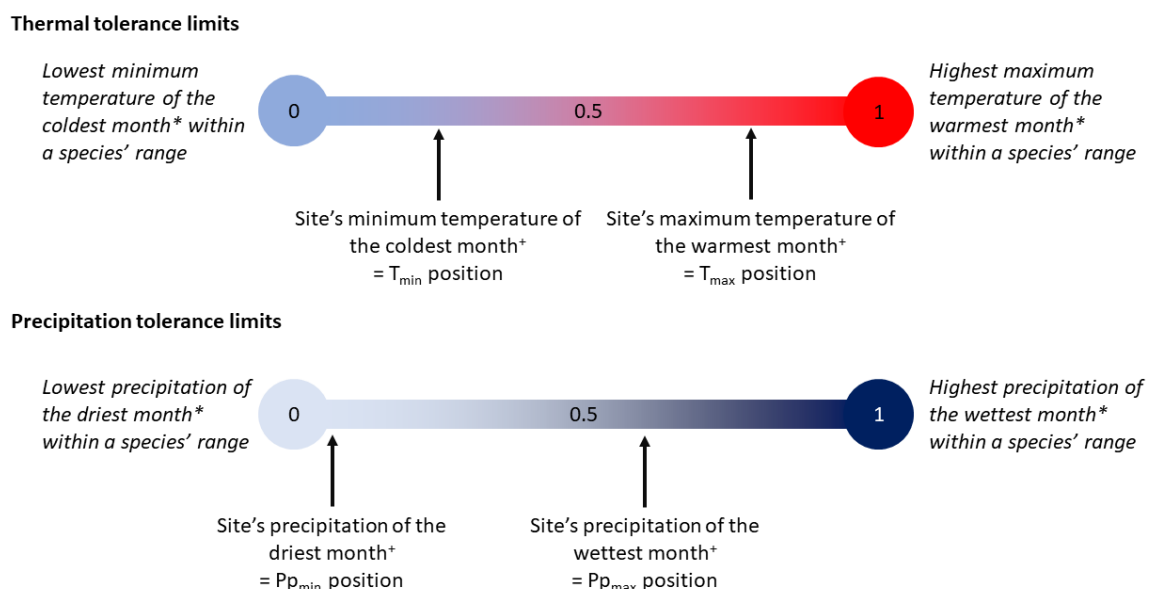 Thermal tolerance limits
Lowest minimum
temperature of the
coldest month* within
a species' range
0
0.5
1
Highest maximum
temperature of the
warmest month*
within a species' range
Site's minimum temperature of
the coldest month⁺
= Tmin position
Site's maximum temperature of
the warmest month⁺
= Tmax position
Precipitation tolerance limits
Lowest precipitation of
the driest month*
within a species' range
0
0.5
1
Highest precipitation of
the wettest month*
within a species' range
Site's precipitation of the
driest month⁺
= Ppmin position
Site's precipitation of the
wettest month⁺
= Ppmax position